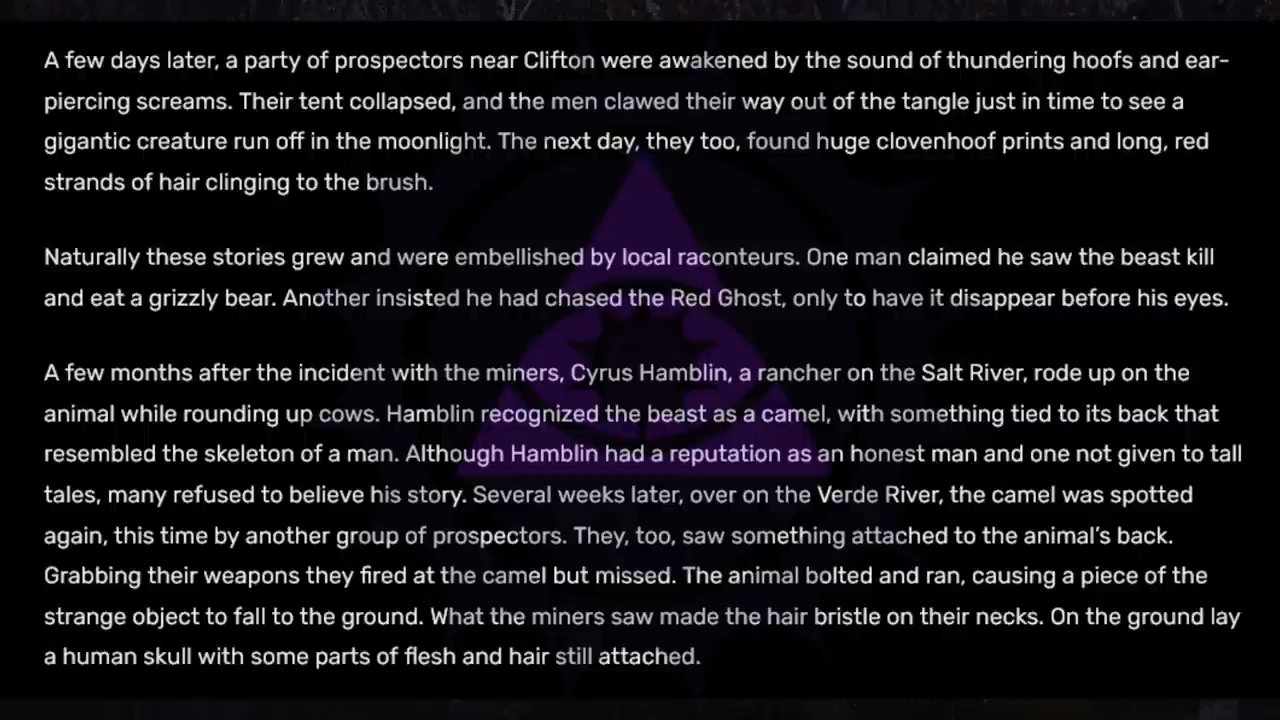 A few days later, a party of prospectors near Clifton were awakened by the sound of thundering hoofs and ear-
piercing screams. Their tent collapsed, and the men clawed their way out of the tangle just in time to see a
gigantic creature run off in the moonlight. The next day, they too, found huge clovenhoof prints and long, red
strands of hair clinging to the brush.
Naturally these stories grew and were embellished by local raconteurs. One man claimed he saw the beast kill
and eat a grizzly bear. Another insisted he had chased the Red Ghost, only to have it disappear before his eyes.
A few months after the incident with the miners, Cyrus Hamblin, a rancher on the Salt River, rode up on the
animal while rounding up cows. Hamblin recognized the beast as a camel, with something tied to its back that
resembled the skeleton of a man. Although Hamblin had a reputation as an honest man and one not given to tall
tales, many refused to believe his story. Several weeks later, over on the Verde River, the camel was spotted
again, this time by another group of prospectors. They, too, saw something attached to the animal’s back.
Grabbing their weapons they fired at the camel but missed. The animal bolted and ran, causing a piece of the
strange object to fall to the ground. What the miners saw made the hair bristle on their necks. On the ground lay
a human skull with some parts of flesh and hair still attached.